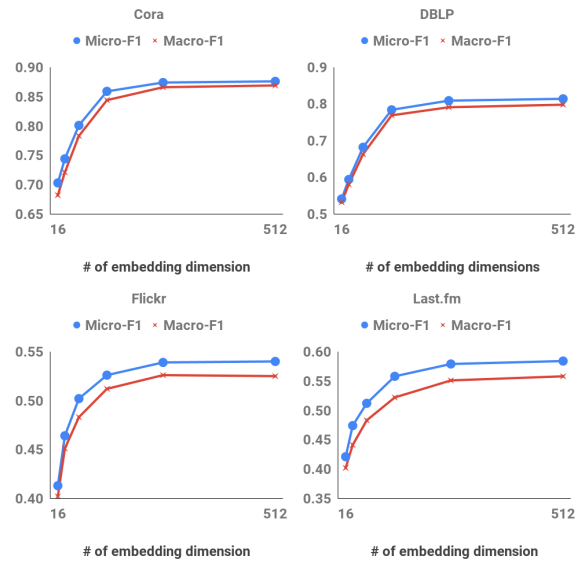 Cora
Micro-F1 Macro-F1
0.90
0.85
0.80
0.75
0.70
0.65
16 512
# of embedding dimension
DBLP
Micro-F1 Macro-F1
0.9
0.8
0.7
0.6
0.5
16 512
# of embedding dimensions
Flickr
Micro-F1 Macro-F1
0.55
0.50
0.45
0.40
16 512
# of embedding dimension
Last.fm
Micro-F1 Macro-F1
0.60
0.55
0.50
0.45
0.40
0.35
16 512
# of embedding dimension